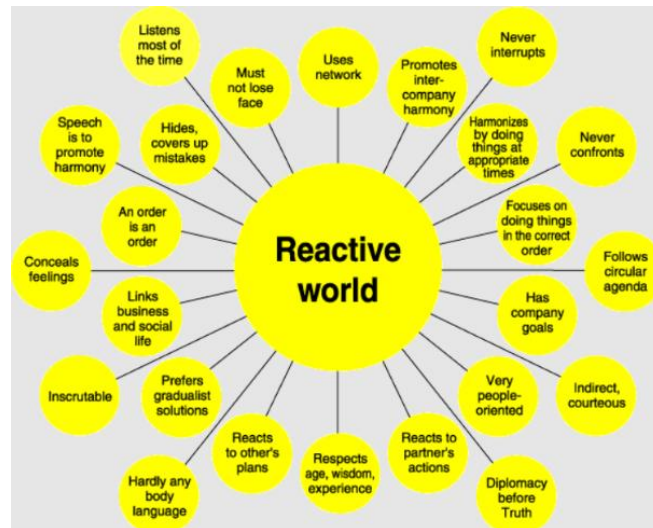 Listens
most of
the time
Must
not lose
face
Uses
network
Promotes
inter-
company
harmony
Never
interrupts
Speech
is to
promote
harmony
Hides,
covers up
mistakes
Harmonizes
by doing
things at
appropriate
times
Never
confronts
An order
is an
order
Focuses on
doing things
in the correct
order
Conceals
feelings
Reactive
world
Follows
circular
agenda
Links
business
and social
life
Has
company
goals
Inscrutable
Prefers
gradualist
solutions
Very
people-
oriented
Indirect,
courteous
Hardly any
body
language
Reacts
to other's
plans
Respects
age, wisdom,
experience
Reacts to
partner's
actions
Diplomacy
before
Truth